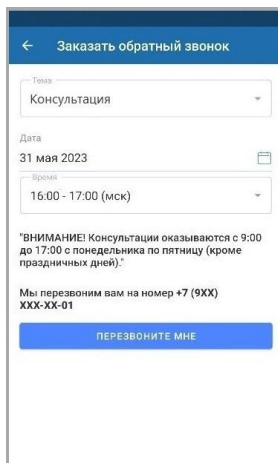 Заказать обратный звонок
Тема
Консультация
Дата
31 мая 2023
Время
16:00 - 17:00 (мск)
"ВНИМАНИЕ! Консультации оказываются с 9:00
до 17:00 с понедельника по пятницу (кроме
праздничных дней)."
Мы перезвоним вам на номер +7 (9XX)
XXX-XX-01
ПЕРЕЗВОНИТЕ МНЕ